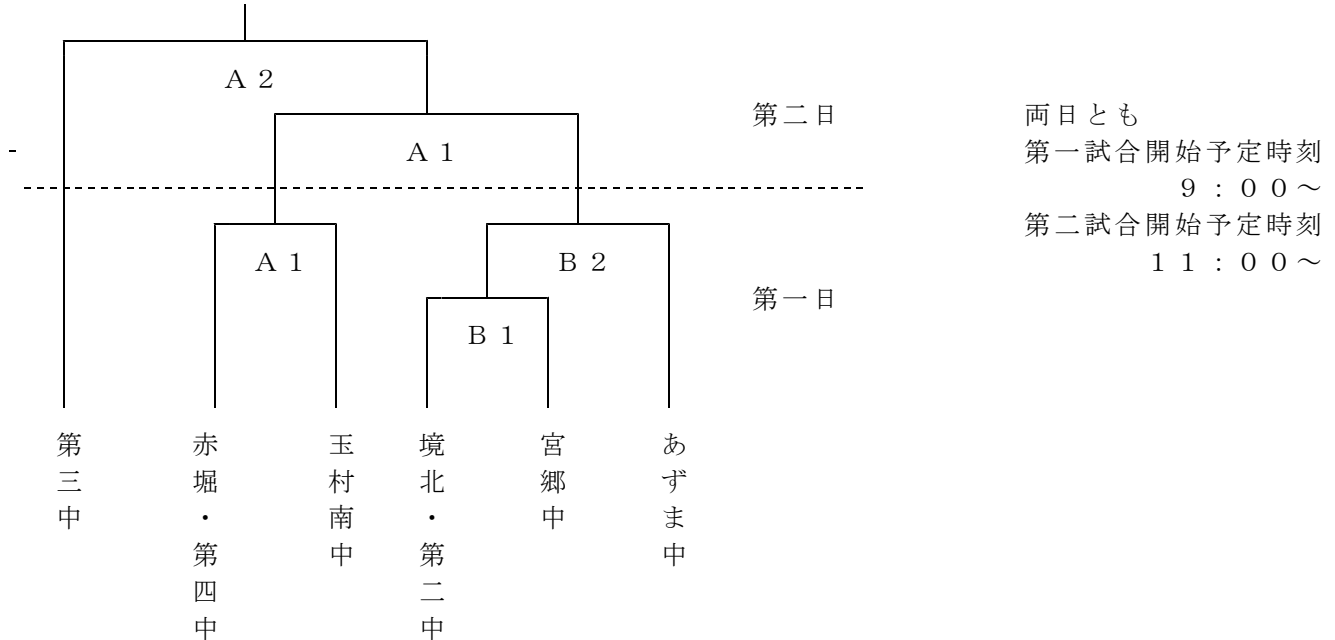 A 2
第二日
両日とも
A 1
第一試合開始予定時刻
9:00～
第二試合開始予定時刻
A 1
B 2
11:00～
第一日
B 1
第三中
赤堀・第四中
玉村南中
境北・第二中
宮郷中
あずま中